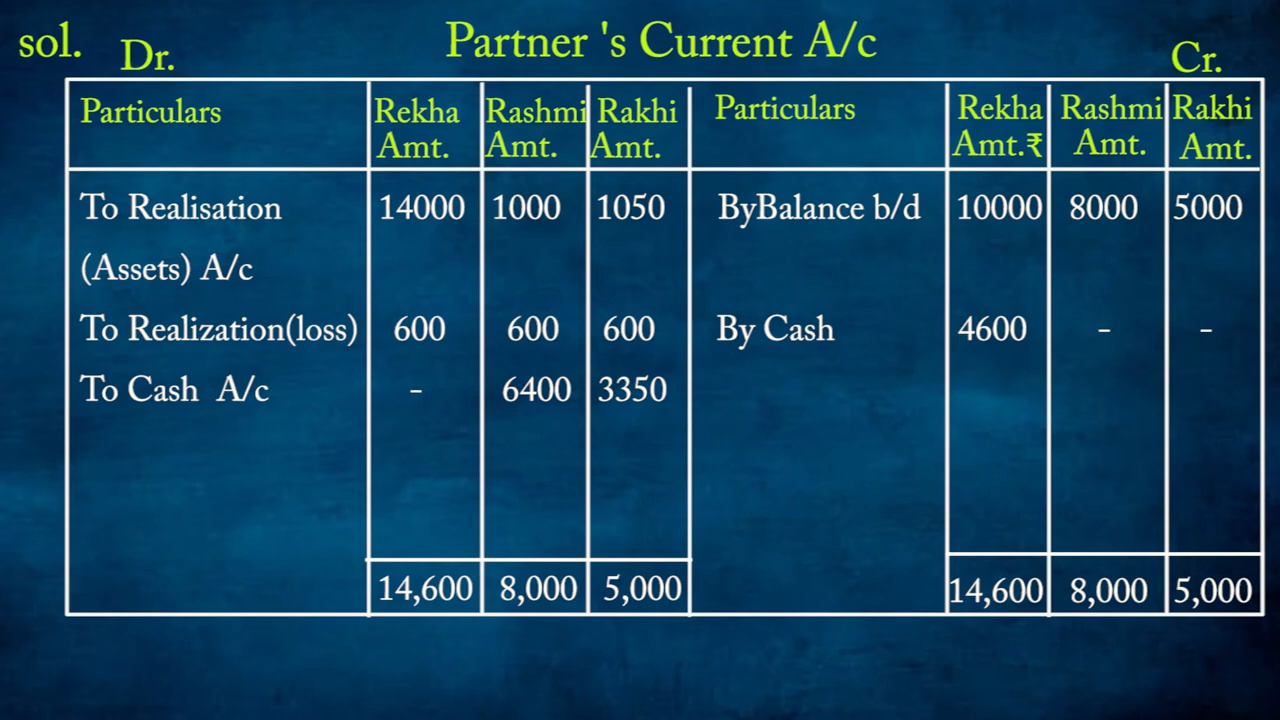 sol. Dr. Partner 's Current A/c Cr.
Particulars Rekha Rashmi Rakhi Particulars Rekha Rashmi Rakhi
Amt. Amt. Amt. Amt.₹ Amt. Amt.
To Realisation 14000 1000 1050 ByBalance b/d 10000 8000 5000
(Assets) A/c
To Realization(loss) 600 600 600 By Cash 4600 - -
To Cash A/c - 6400 3350
14,600 8,000 5,000 14,600 8,000 5,000